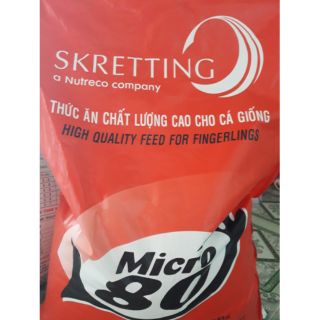 SKRETTING
a Nutreco company
THỨC ĂN CHẤT LƯỢNG CAO CHO CÁ GIỐNG
HIGH QUALITY FEED FOR FINGERLINGS
Micro
80